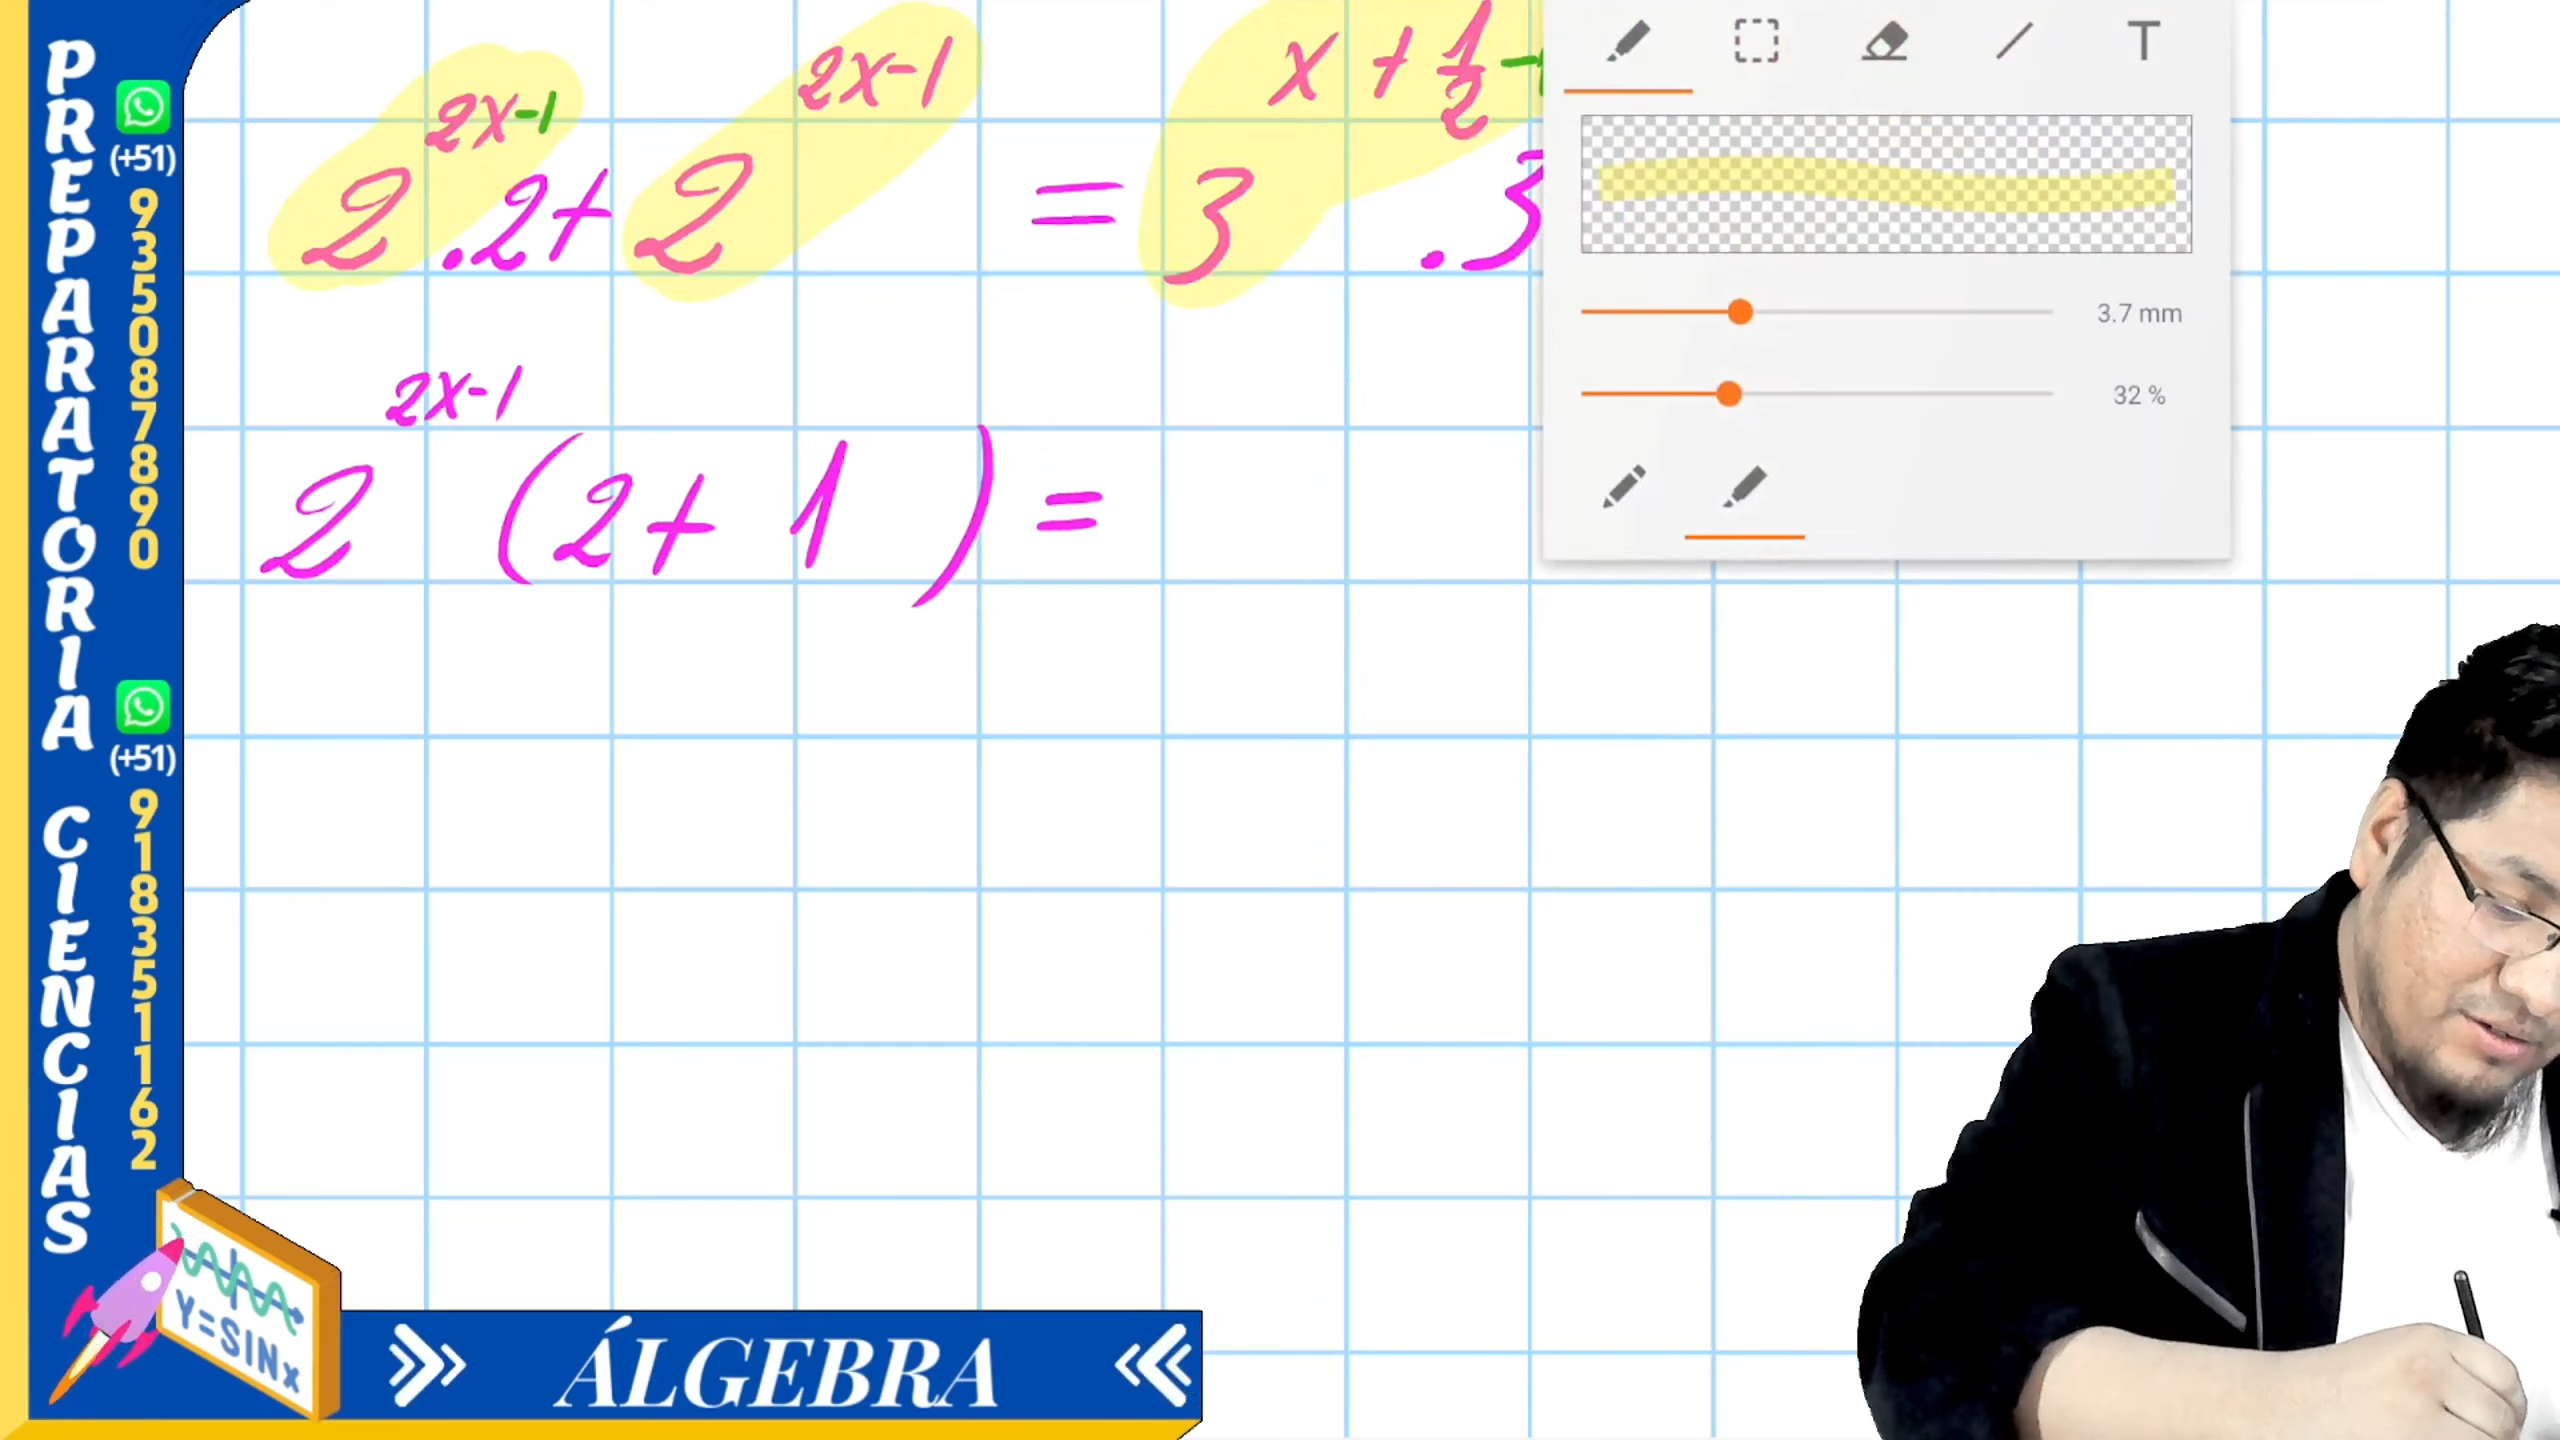 PREPARATORIA CIENCIAS
(+51)
935087890
(+51)
918351162
2^{2x-1} . 2 + 2^{2x-1} = 3^{x + 1/2 -} . 3
2^{2x-1} (2 + 1) =
T
3.7 mm
32 %
Y=SINx
ÁLGEBRA